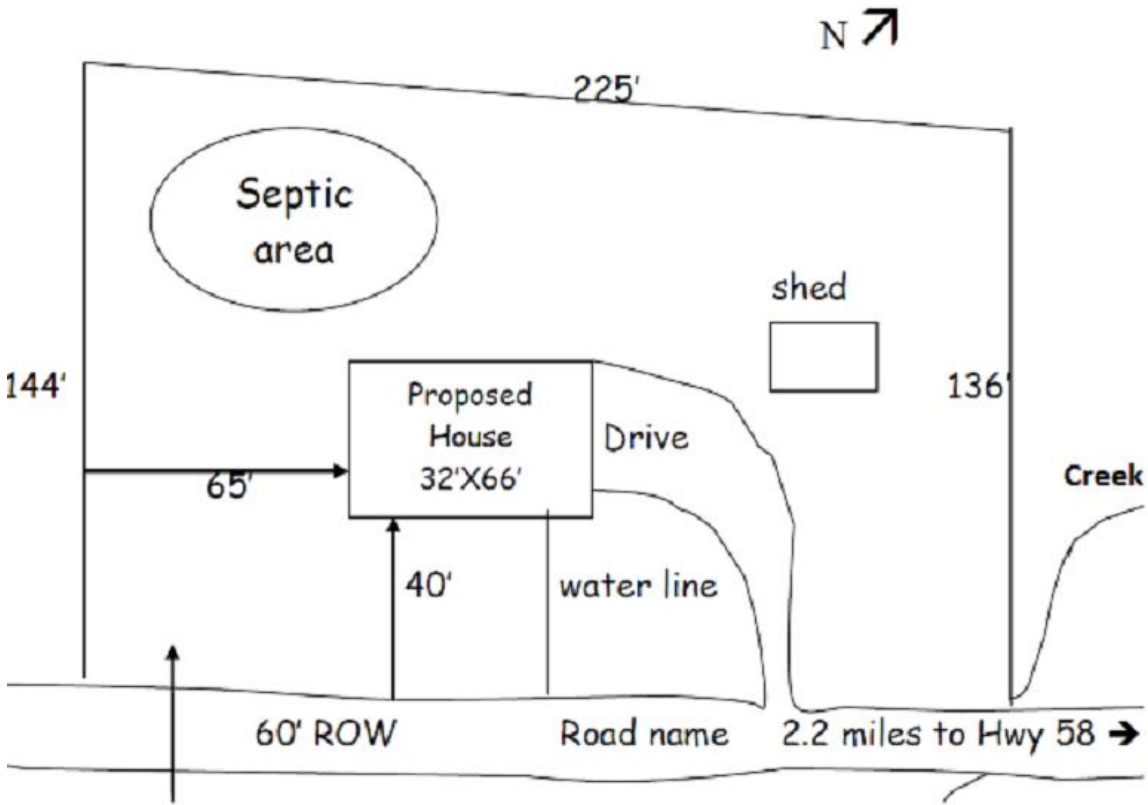 N
225'
Septic
area
shed
144'
Proposed
House
32'X66'
Drive
136'
65'
Creek
40'
water line
60' ROW
Road name
2.2 miles to Hwy 58 ➔